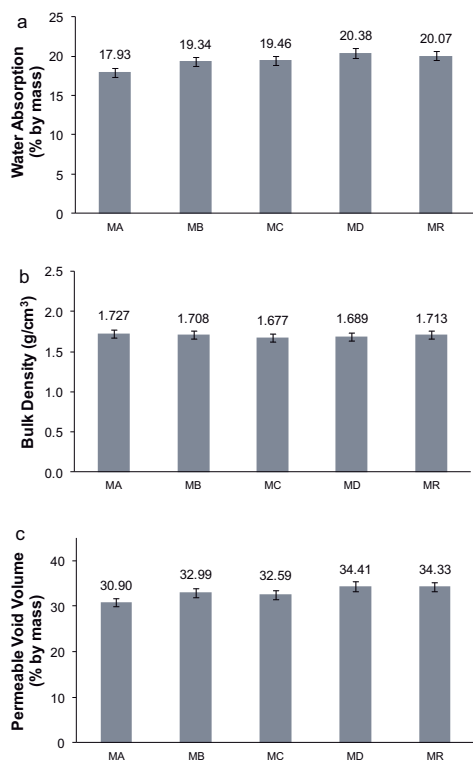 a
Water Absorption
(% by mass)
25
20
15
10
5
0
17.93
19.34
19.46
20.38
20.07
MA
MB
MC
MD
MR
b
Bulk Density (g/cm³)
2.5
2.0
1.5
1.0
0.5
0.0
1.727
1.708
1.677
1.689
1.713
MA
MB
MC
MD
MR
c
Permeable Void Volume
(% by mass)
40
30
20
10
0
30.90
32.99
32.59
34.41
34.33
MA
MB
MC
MD
MR